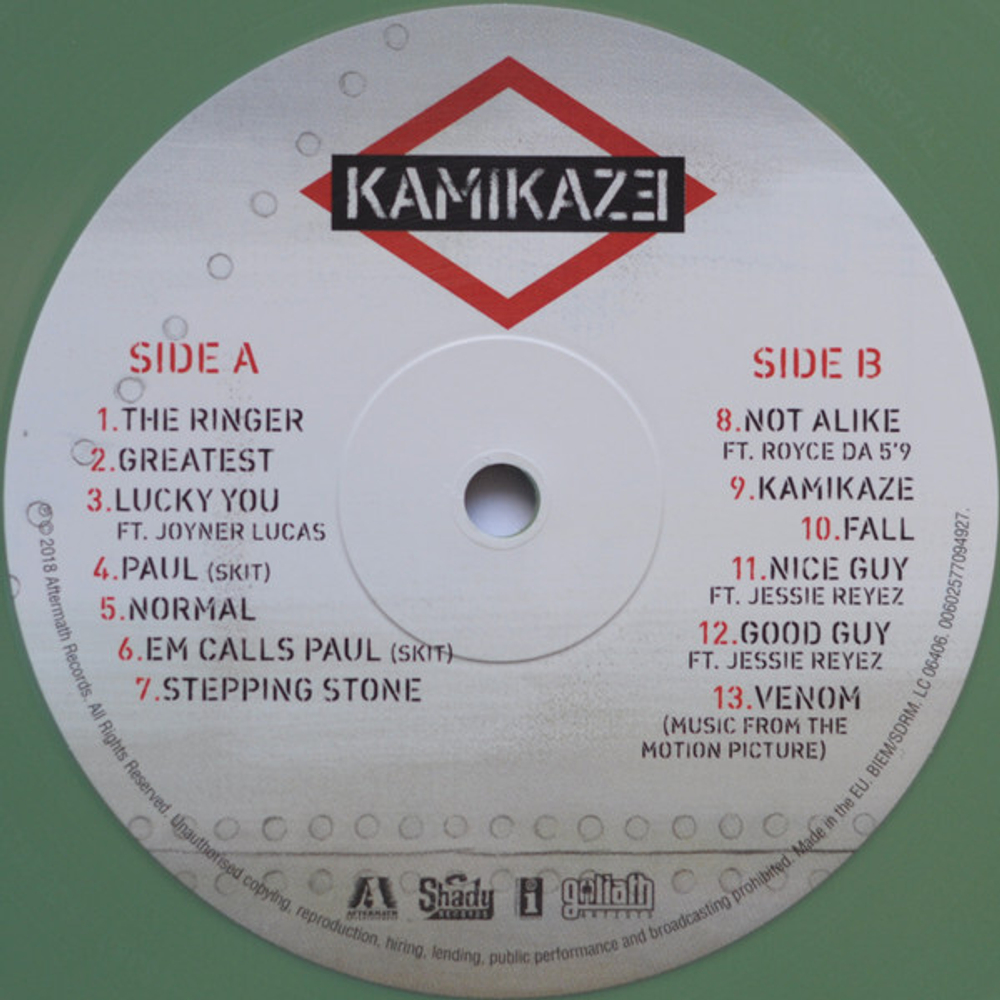 KAMIKAZE
SIDE A
1.THE RINGER
2.GREATEST
3.LUCKY YOU
FT. JOYNER LUCAS
4.PAUL (SKIT)
5.NORMAL
6.EM CALLS PAUL (SKIT)
7.STEPPING STONE
SIDE B
8.NOT ALIKE
FT. ROYCE DA 5'9
9.KAMIKAZE
10.FALL
11.NICE GUY
FT. JESSIE REYEZ
12.GOOD GUY
FT. JESSIE REYEZ
13.VENOM
(MUSIC FROM THE
MOTION PICTURE)
AFTERMATH
Shady
RECORDS
i
goliath
ARTISTS
℗© 2018 Aftermath Records. All Rights Reserved. Unauthorised copying, reproduction, hiring, lending, public performance and broadcasting prohibited. Made in the EU. BIEM/SDRM. LC 06406. 00602577094927.